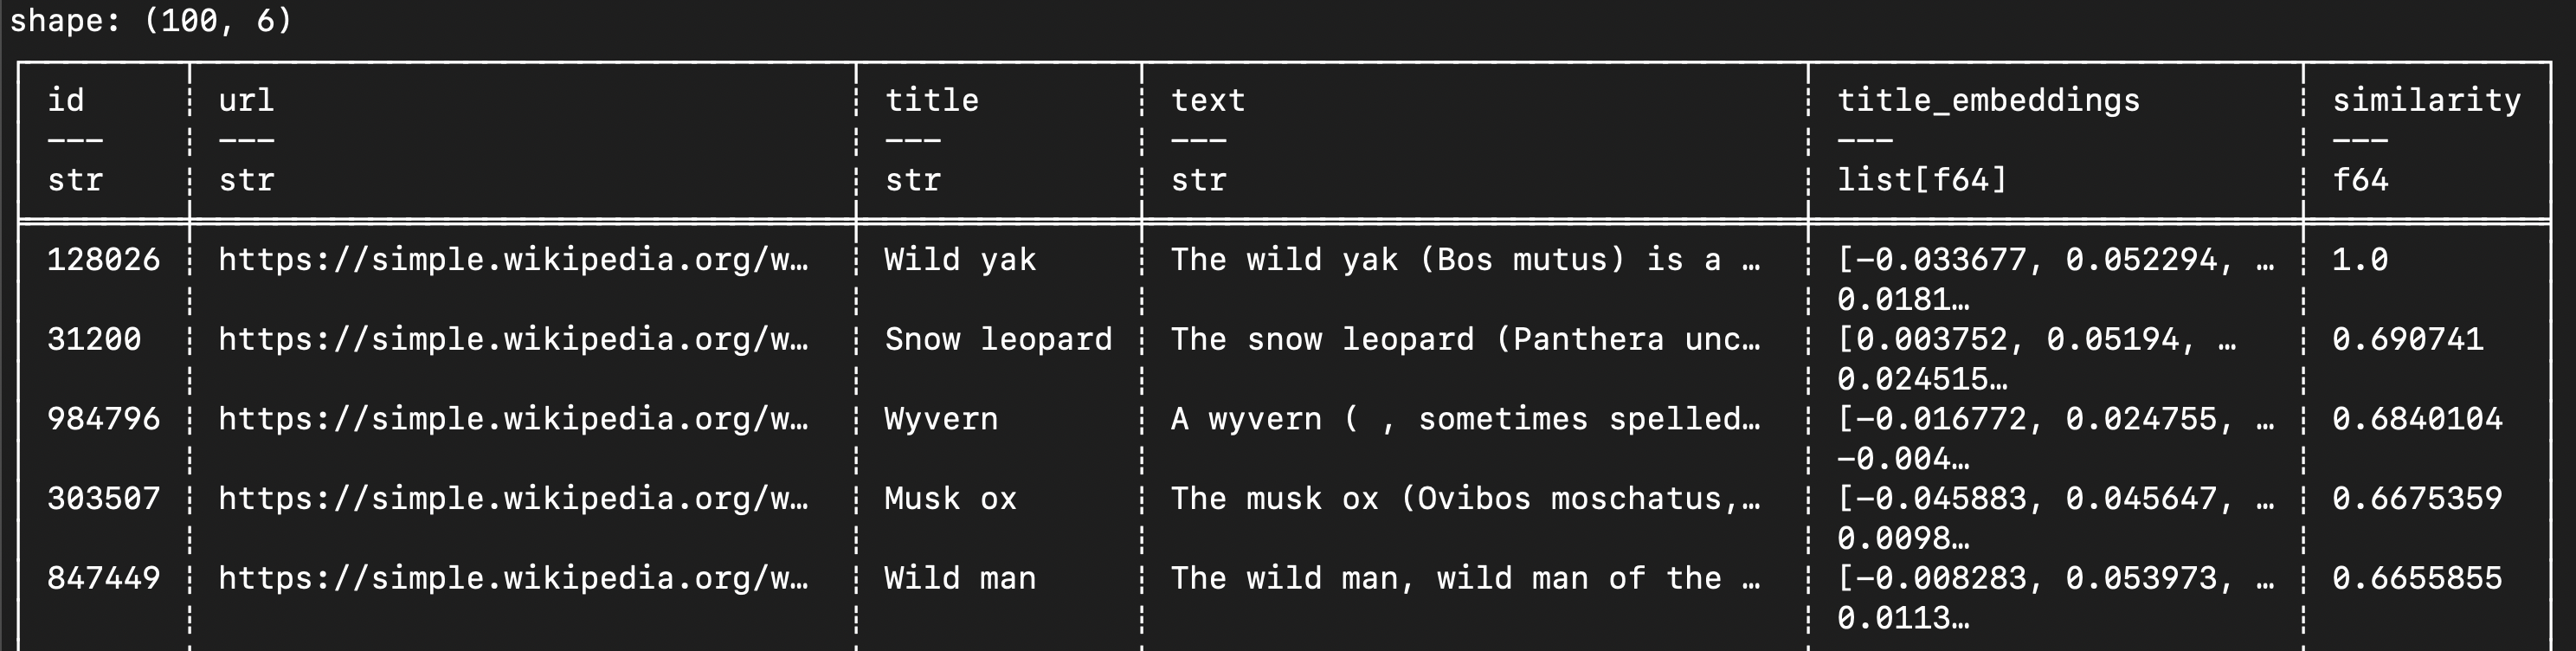 shape: (100, 6)
id url title text title_embeddings similarity
--- --- --- --- --- ---
str str str str list[f64] f64
128026 https://simple.wikipedia.org/w… Wild yak The wild yak (Bos mutus) is a … [-0.033677, 0.052294, … 1.0
0.0181…
31200 https://simple.wikipedia.org/w… Snow leopard The snow leopard (Panthera unc… [0.003752, 0.05194, … 0.690741
0.024515…
984796 https://simple.wikipedia.org/w… Wyvern A wyvern ( , sometimes spelled… [-0.016772, 0.024755, … 0.6840104
-0.004…
303507 https://simple.wikipedia.org/w… Musk ox The musk ox (Ovibos moschatus,… [-0.045883, 0.045647, … 0.6675359
0.0098…
847449 https://simple.wikipedia.org/w… Wild man The wild man, wild man of the … [-0.008283, 0.053973, … 0.6655855
0.0113…